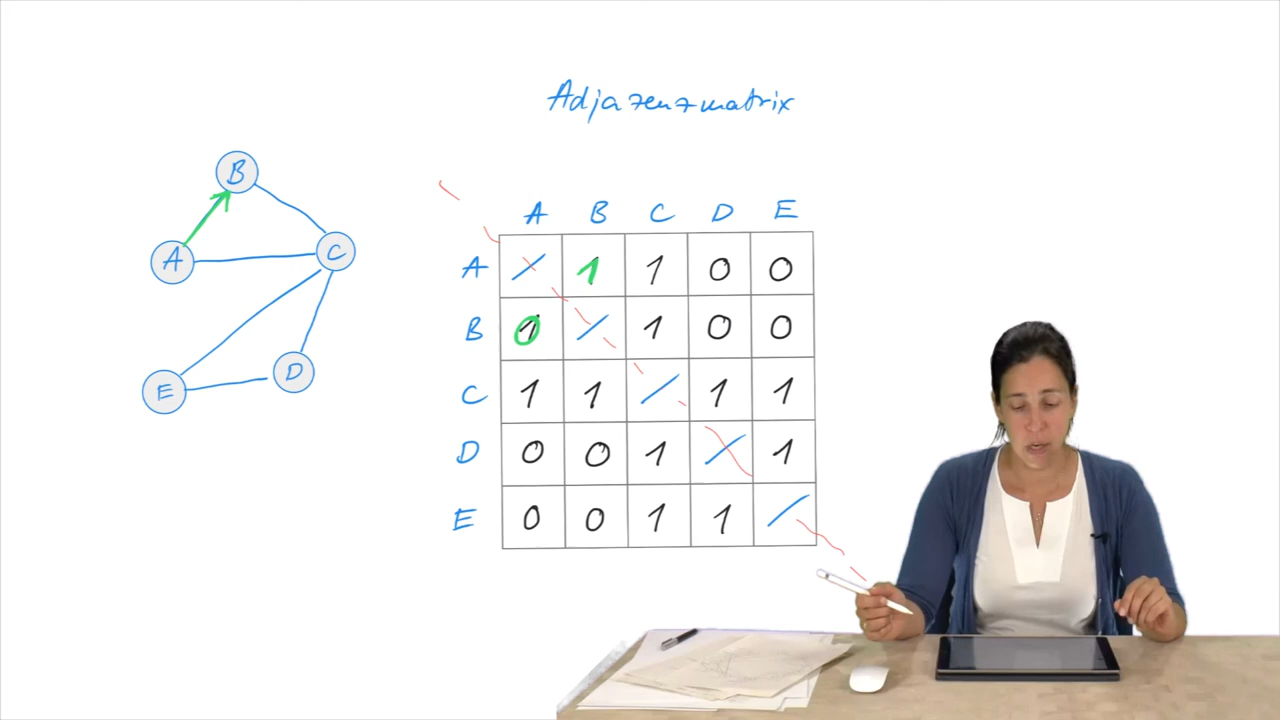 Adjazenzmatrix
B
A
C
D
E
A B C D E
A / 1 1 0 0
B 0 / 1 0 0
C 1 1 / 1 1
D 0 0 1 / 1
E 0 0 1 1 /